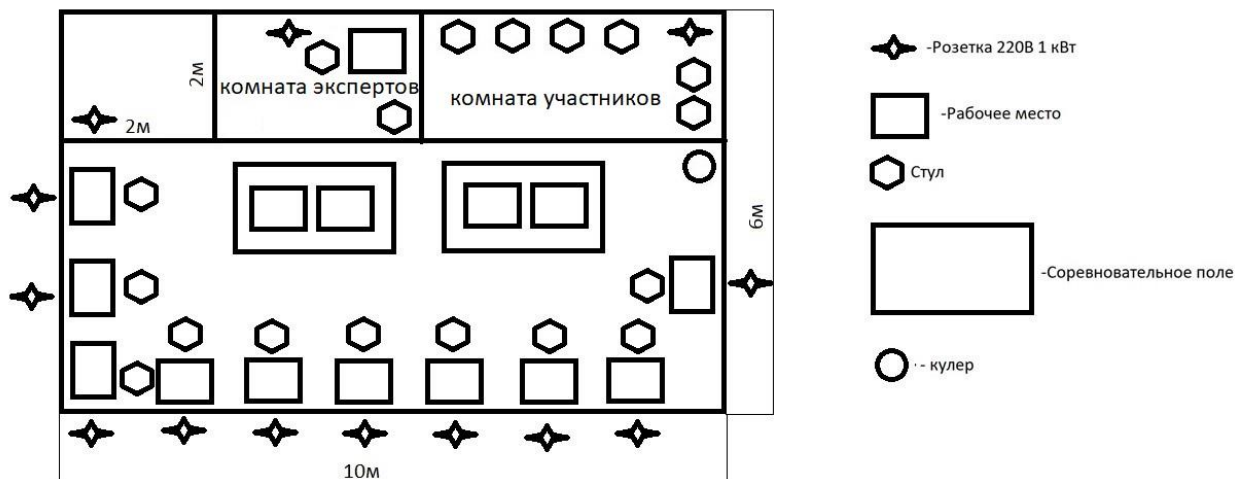 2м
2м
комната экспертов
комната участников
6м
10м
-Розетка 220В 1 кВт
-Рабочее место
Стул
-Соревновательное поле
- кулер